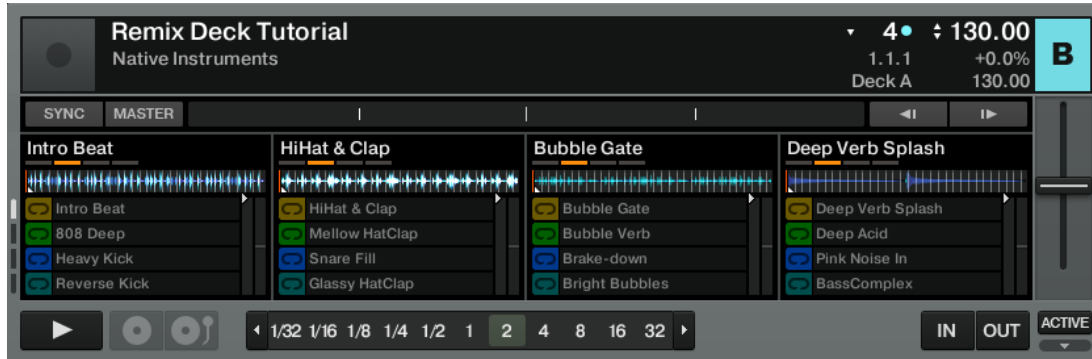 Remix Deck Tutorial 4 130.00
Native Instruments 1.1.1 +0.0% B
Deck A 130.00
SYNC MASTER
Intro Beat HiHat & Clap Bubble Gate Deep Verb Splash
Intro Beat HiHat & Clap Bubble Gate Deep Verb Splash
808 Deep Mellow HatClap Bubble Verb Deep Acid
Heavy Kick Snare Fill Brake-down Pink Noise In
Reverse Kick Glassy HatClap Bright Bubbles BassComplex
1/32 1/16 1/8 1/4 1/2 1 2 4 8 16 32 IN OUT ACTIVE